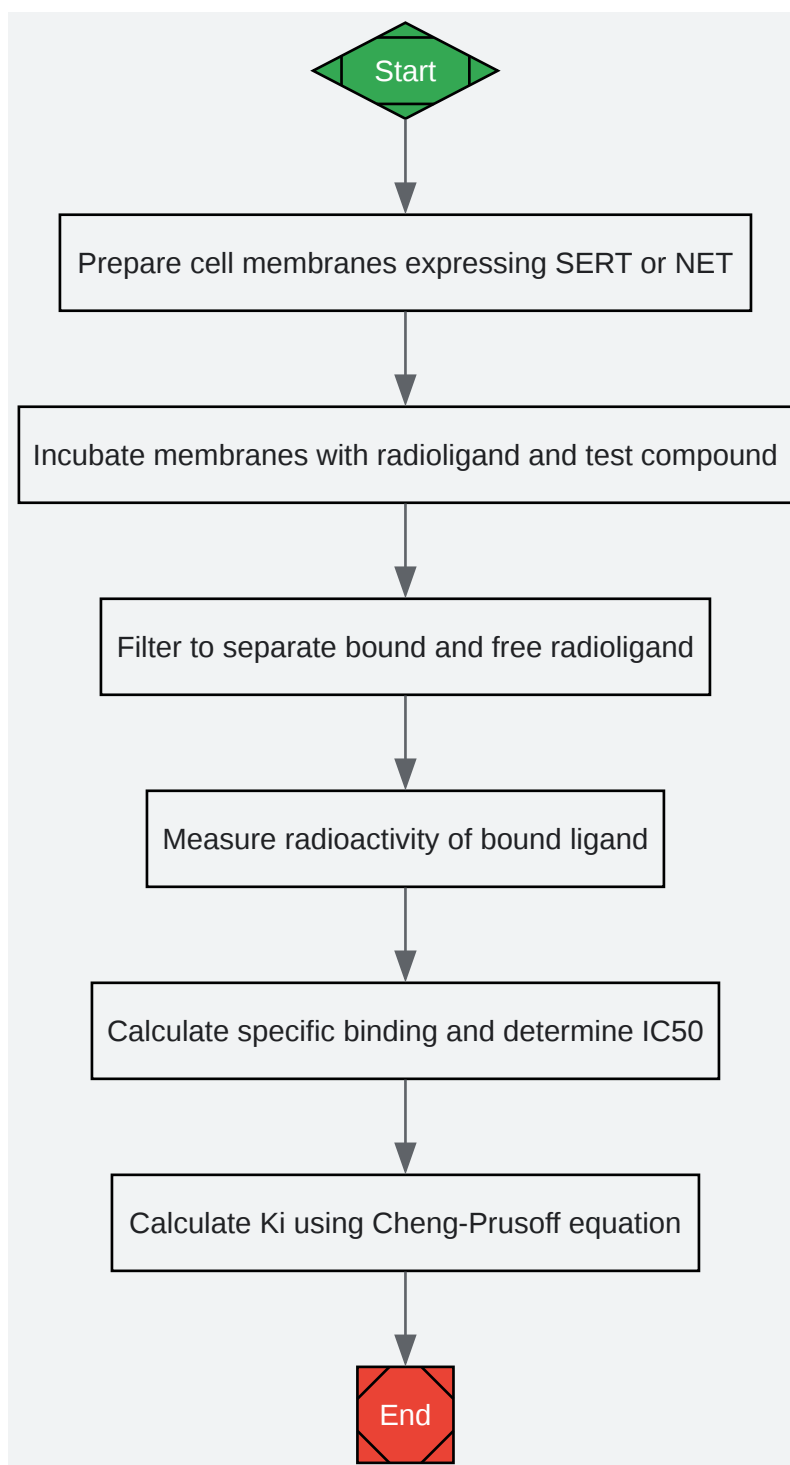 Start
Prepare cell membranes expressing SERT or NET
Incubate membranes with radioligand and test compound
Filter to separate bound and free radioligand
Measure radioactivity of bound ligand
Calculate specific binding and determine IC50
Calculate Ki using Cheng-Prusoff equation
End